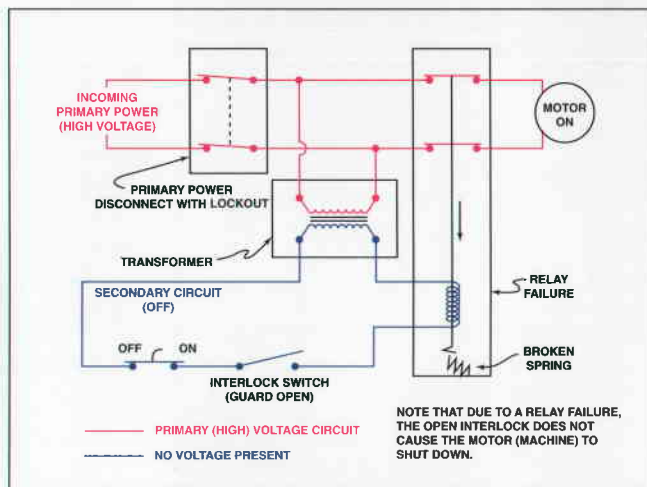 INCOMING
PRIMARY POWER
(HIGH VOLTAGE)
MOTOR
ON
PRIMARY POWER
DISCONNECT WITH LOCKOUT
TRANSFORMER
SECONDARY CIRCUIT
(OFF)
RELAY
FAILURE
OFF ON
INTERLOCK SWITCH
(GUARD OPEN)
BROKEN
SPRING
PRIMARY (HIGH) VOLTAGE CIRCUIT
NO VOLTAGE PRESENT
NOTE THAT DUE TO A RELAY FAILURE,
THE OPEN INTERLOCK DOES NOT
CAUSE THE MOTOR (MACHINE) TO
SHUT DOWN.